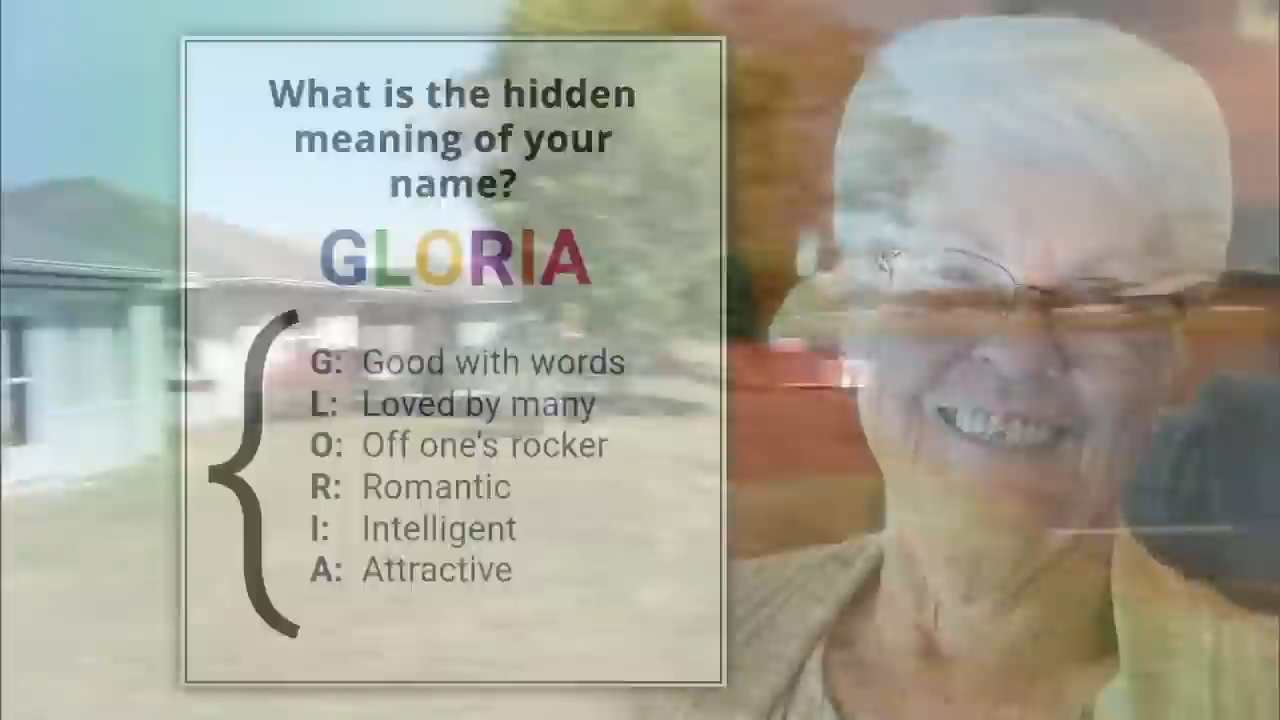 What is the hidden
meaning of your
name?
GLORIA
G: Good with words
L: Loved by many
O: Off one's rocker
R: Romantic
I: Intelligent
A: Attractive